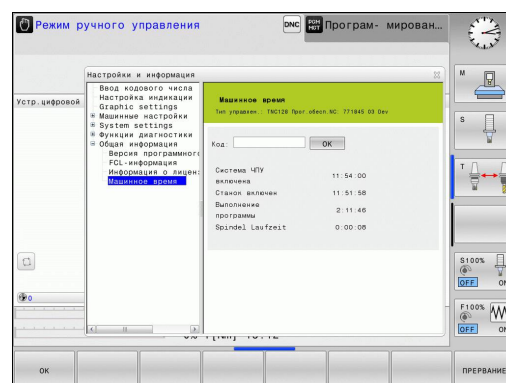 Режим ручного управления
DNC
PGM
MGT
Програм- мирован...
Настройки и информация
Устр.цифровой
Ввод кодового числа
Настройка индикации
Graphic settings
Машинные настройки
System settings
Функции диагностики
Общая информация
Версия программного
FCL-информация
Информация о лицен
Машинное время
Машинное время
Тип управлен.: TNC128 Прог.обесп.NC: 771845 03 Dev
Код:
OK
Система ЧПУ включена 11:54:00
Станок включен 11:51:58
Выполнение программы 2:11:46
Spindel Laufzeit 0:00:08
0
M
S
T
S100%
OFF ON
F100%
OFF ON
OK
ПРЕРВАНИЕ